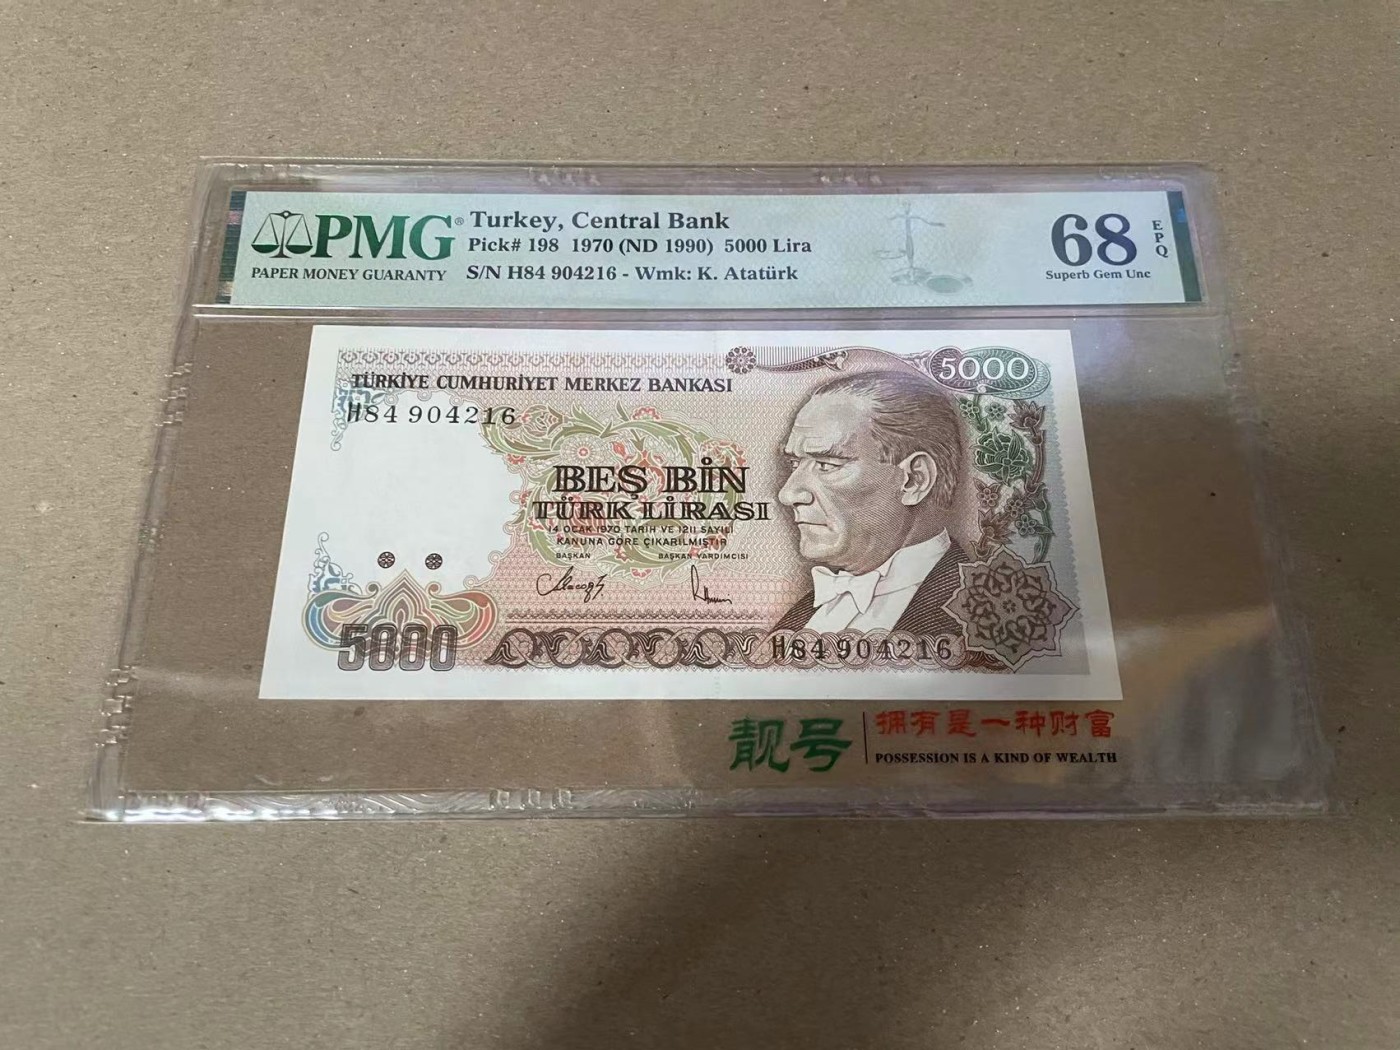 PMG®
PAPER MONEY GUARANTY
Turkey, Central Bank
Pick# 198 1970 (ND 1990) 5000 Lira
S/N H84 904216 - Wmk: K. Atatürk
68
EPQ
Superb Gem Unc
5000
TÜRKİYE CUMHURİYET MERKEZ BANKASI
H84 904216
BEŞ BİN
TÜRK LİRASI
14 OCAK 1970 TARİH VE 1211 SAYILI
KANUNA GÖRE ÇIKARILMIŞTIR
BAŞKAN BAŞKAN YARDIMCISI
5000
H84 904216
靓号
拥有是一种财富
POSSESSION IS A KIND OF WEALTH